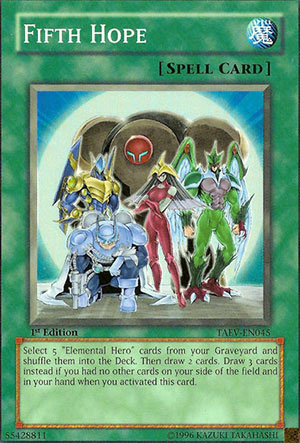 FIFTH HOPE
魔
[SPELL CARD]
1st Edition
TAEV-EN045
Select 5 "Elemental Hero" cards from your Graveyard and
shuffle them into the Deck. Then draw 2 cards. Draw 3 cards
instead if you had no other cards on your side of the field and
in your hand when you activated this card.
55428811
©1996 KAZUKI TAKAHASHI